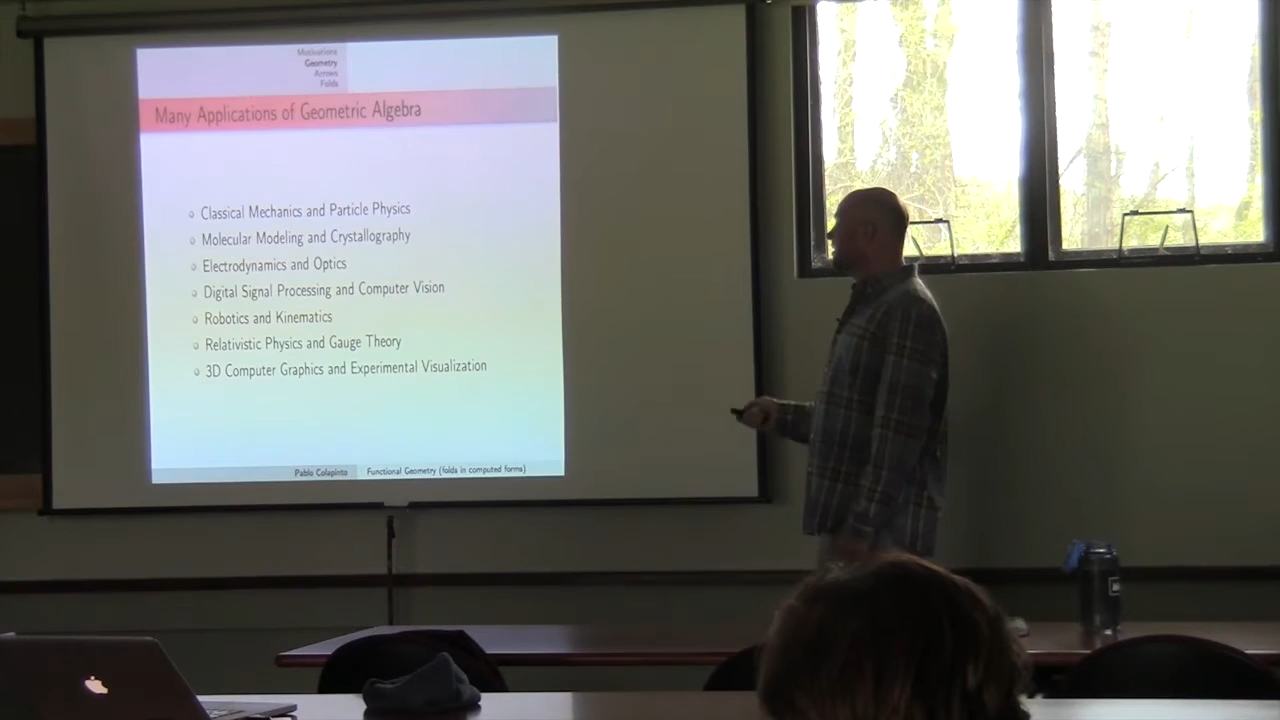 Motivations
Geometry
Arrows
Folds
Many Applications of Geometric Algebra
Classical Mechanics and Particle Physics
Molecular Modeling and Crystallography
Electrodynamics and Optics
Digital Signal Processing and Computer Vision
Robotics and Kinematics
Relativistic Physics and Gauge Theory
3D Computer Graphics and Experimental Visualization
Pablo Colapinto Functional Geometry (folds in computed forms)